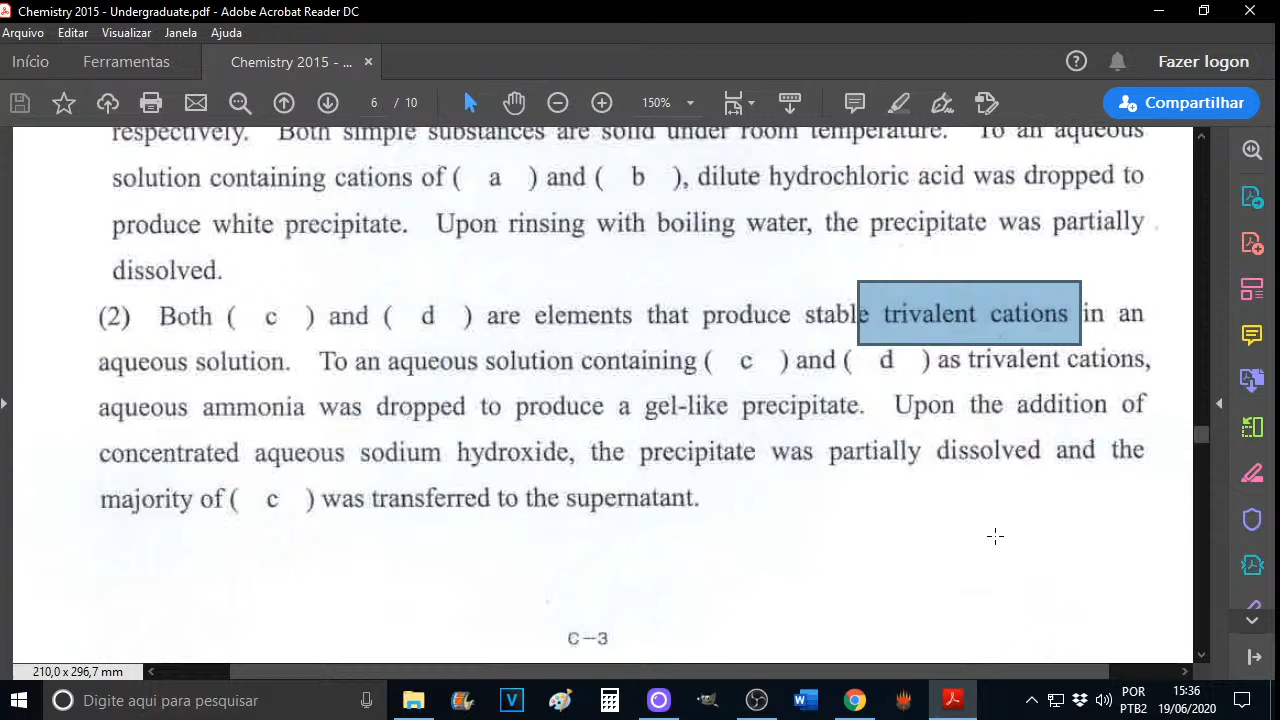 Chemistry 2015 - Undergraduate.pdf - Adobe Acrobat Reader DC
Arquivo Editar Visualizar Janela Ajuda
Início Ferramentas Chemistry 2015 - ... × Fazer logon
6 / 10 150% Compartilhar
respectively. Both simple substances are solid under room temperature. To an aqueous
solution containing cations of ( a ) and ( b ), dilute hydrochloric acid was dropped to
produce white precipitate. Upon rinsing with boiling water, the precipitate was partially
dissolved.
(2) Both ( c ) and ( d ) are elements that produce stable trivalent cations in an
aqueous solution. To an aqueous solution containing ( c ) and ( d ) as trivalent cations,
aqueous ammonia was dropped to produce a gel-like precipitate. Upon the addition of
concentrated aqueous sodium hydroxide, the precipitate was partially dissolved and the
majority of ( c ) was transferred to the supernatant.
C-3
210,0 x 296,7 mm
Digite aqui para pesquisar
POR
PTB2
15:36
19/06/2020